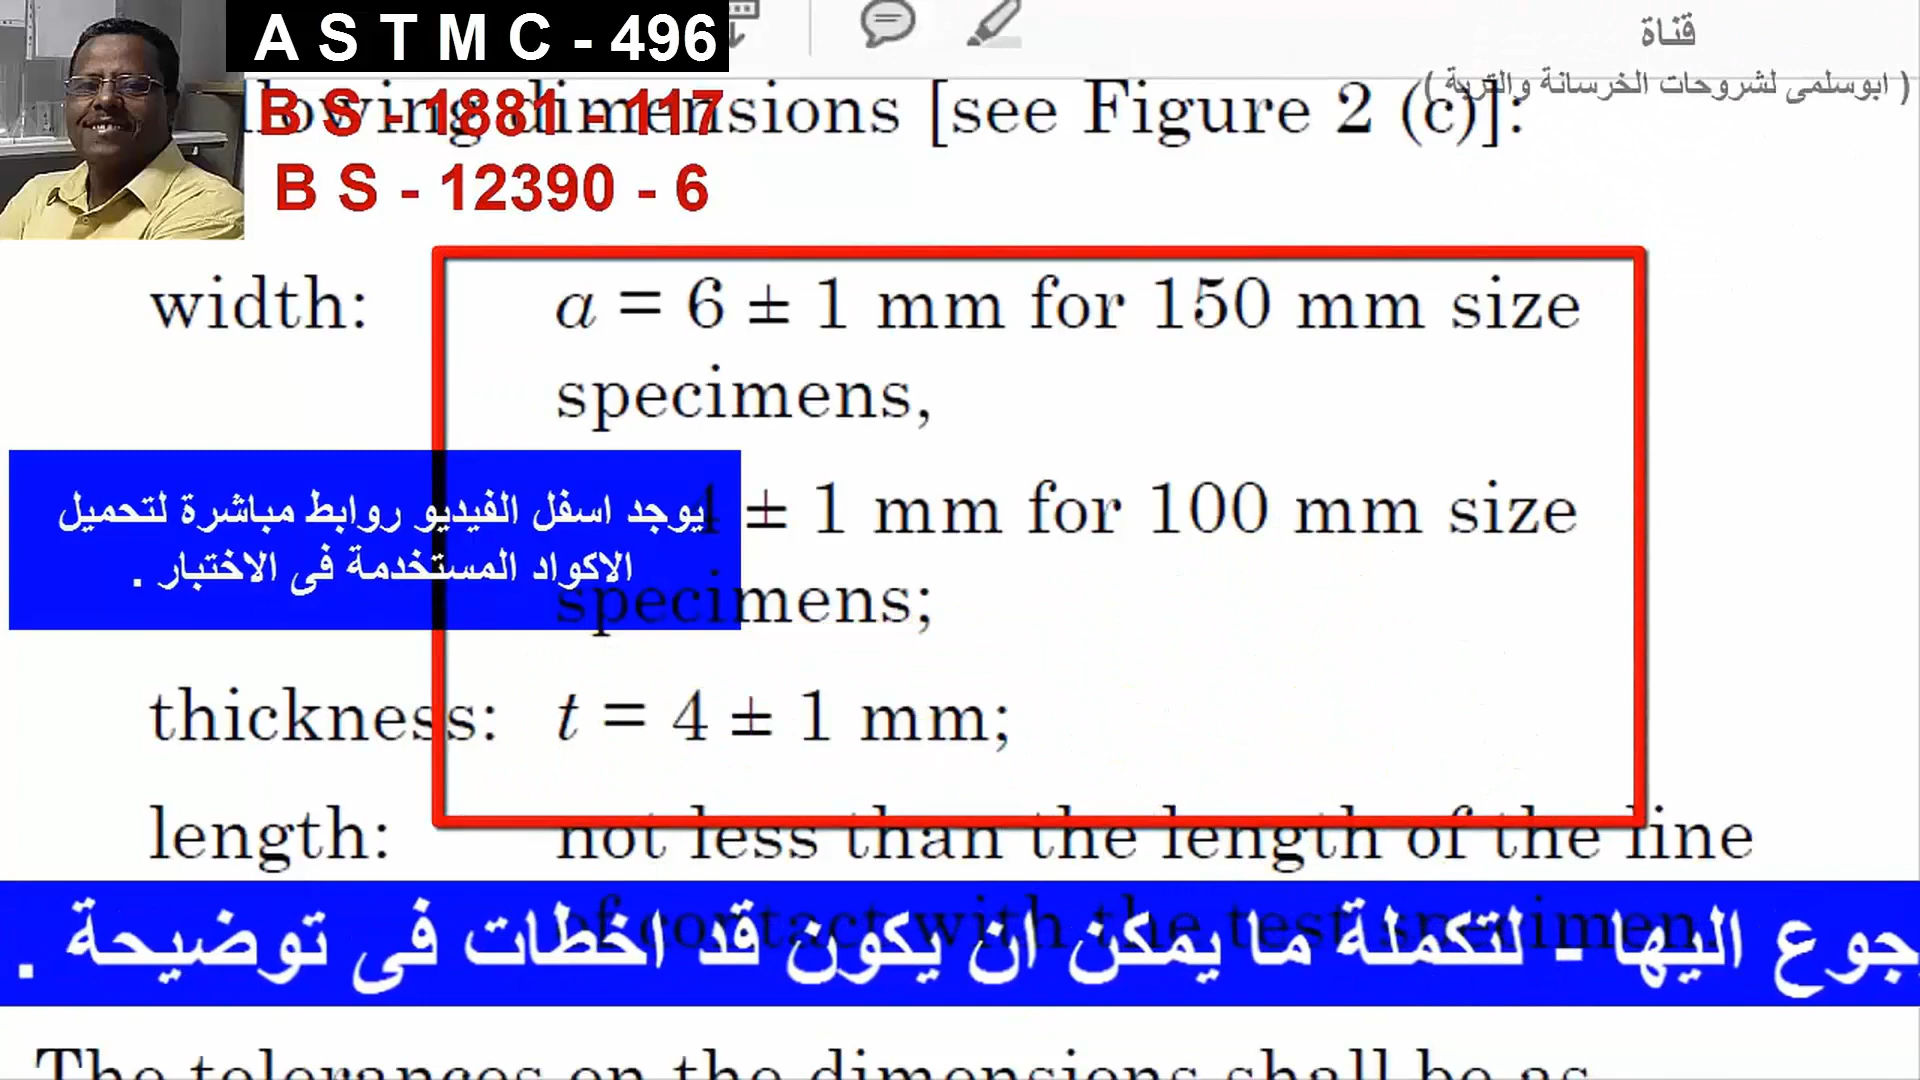 A S T M C - 496
B S - 1881 - 117
B S - 12390 - 6
قناة
( ابوسلمى لشروحات الخرسانة والتربة )
lowing dimensions [see Figure 2 (c)]:
width: a = 6 ± 1 mm for 150 mm size
specimens,
4 ± 1 mm for 100 mm size
specimens;
يوجد اسفل الفيديو روابط مباشرة لتحميل
الاكواد المستخدمة فى الاختبار .
thickness: t = 4 ± 1 mm;
length: not less than the length of the line
of contact with the test specimen.
جوع اليها - لتكملة ما يمكن ان يكون قد اخطات فى توضيحة .
The tolerances on the dimensions shall be as